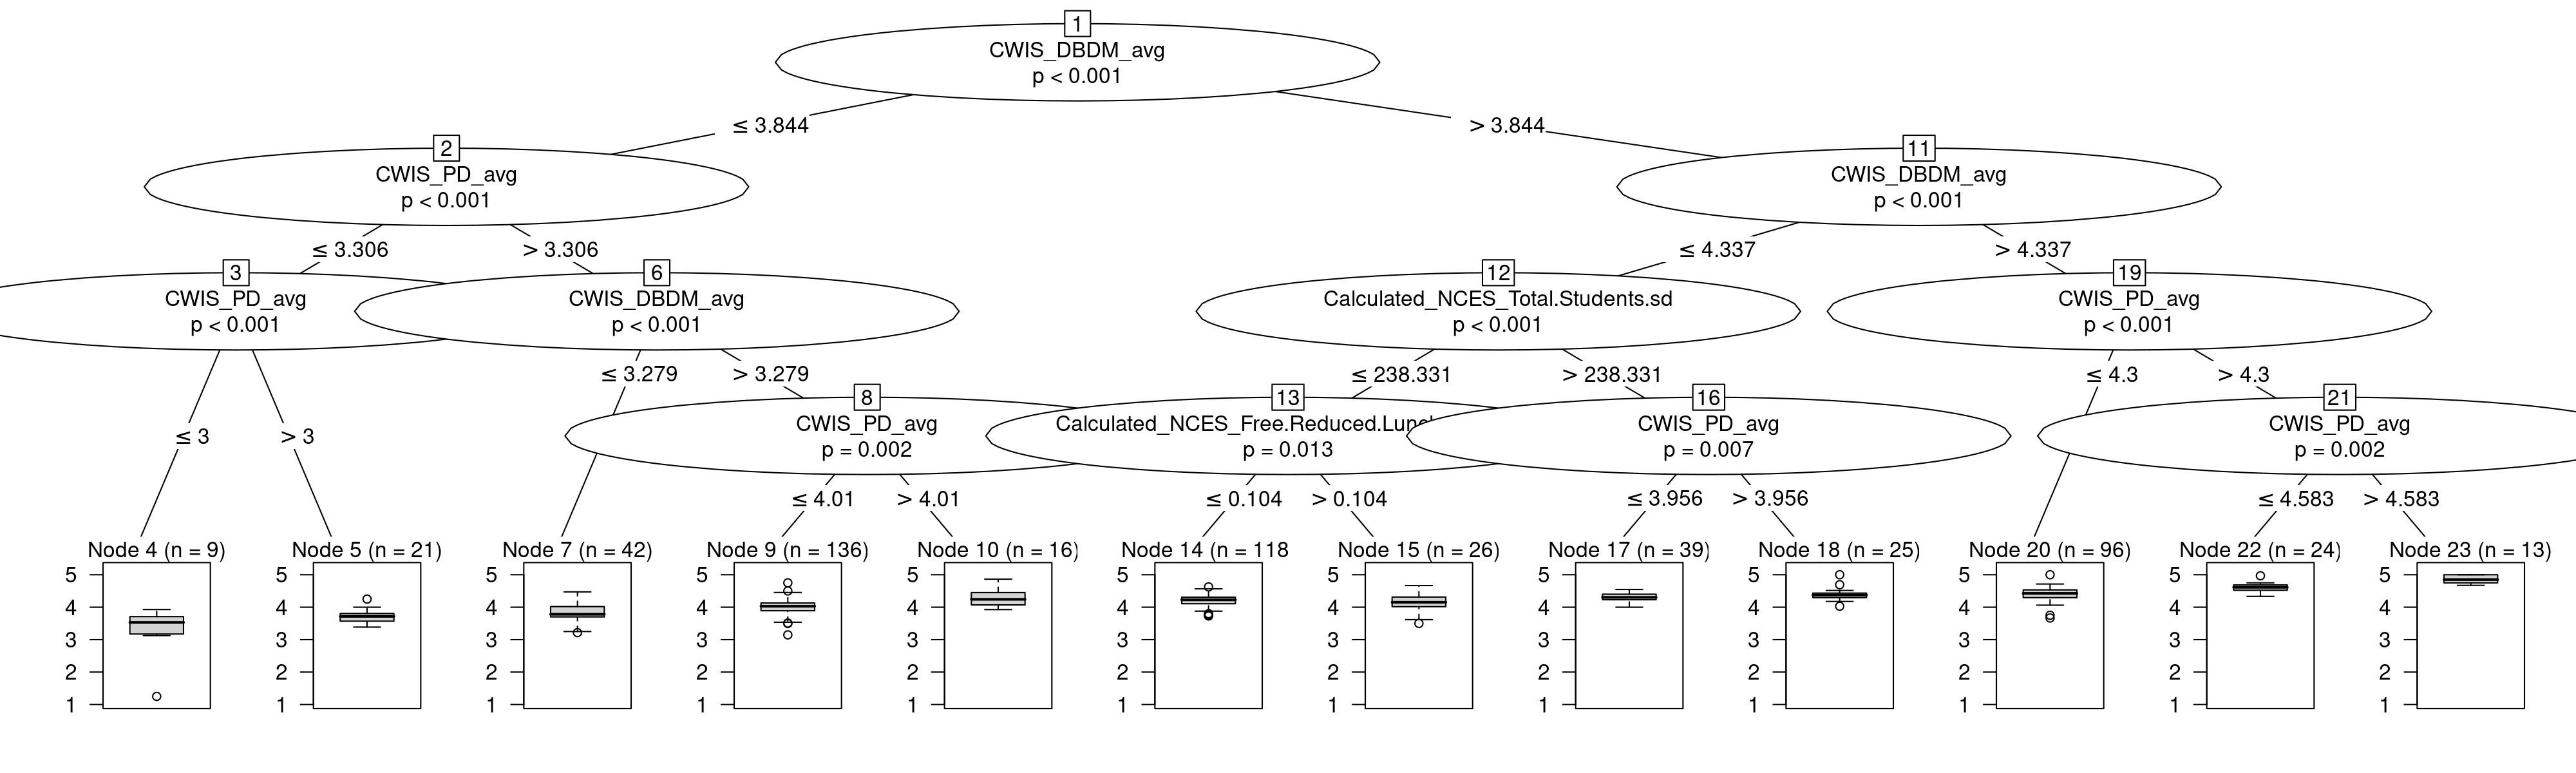 1
CWIS_DBDM_avg
p < 0.001
≤ 3.844
> 3.844
2
CWIS_PD_avg
p < 0.001
11
CWIS_DBDM_avg
p < 0.001
≤ 3.306
> 3.306
≤ 4.337
> 4.337
3
CWIS_PD_avg
p < 0.001
6
CWIS_DBDM_avg
p < 0.001
12
Calculated_NCES_Total.Students.sd
p < 0.001
19
CWIS_PD_avg
p < 0.001
≤ 3
> 3
≤ 3.279
> 3.279
≤ 238.331
> 238.331
≤ 4.3
> 4.3
8
CWIS_PD_avg
p = 0.002
13
Calculated_NCES_Free.Reduced.Lunc
p = 0.013
16
CWIS_PD_avg
p = 0.007
21
CWIS_PD_avg
p = 0.002
≤ 4.01
> 4.01
≤ 0.104
> 0.104
≤ 3.956
> 3.956
≤ 4.583
> 4.583
Node 4 (n = 9)
5
4
3
2
1
Node 5 (n = 21)
5
4
3
2
1
Node 7 (n = 42)
5
4
3
2
1
Node 9 (n = 136)
5
4
3
2
1
Node 10 (n = 16)
5
4
3
2
1
Node 14 (n = 118
5
4
3
2
1
Node 15 (n = 26)
5
4
3
2
1
Node 17 (n = 39)
5
4
3
2
1
Node 18 (n = 25)
5
4
3
2
1
Node 20 (n = 96)
5
4
3
2
1
Node 22 (n = 24)
5
4
3
2
1
Node 23 (n = 13)
5
4
3
2
1